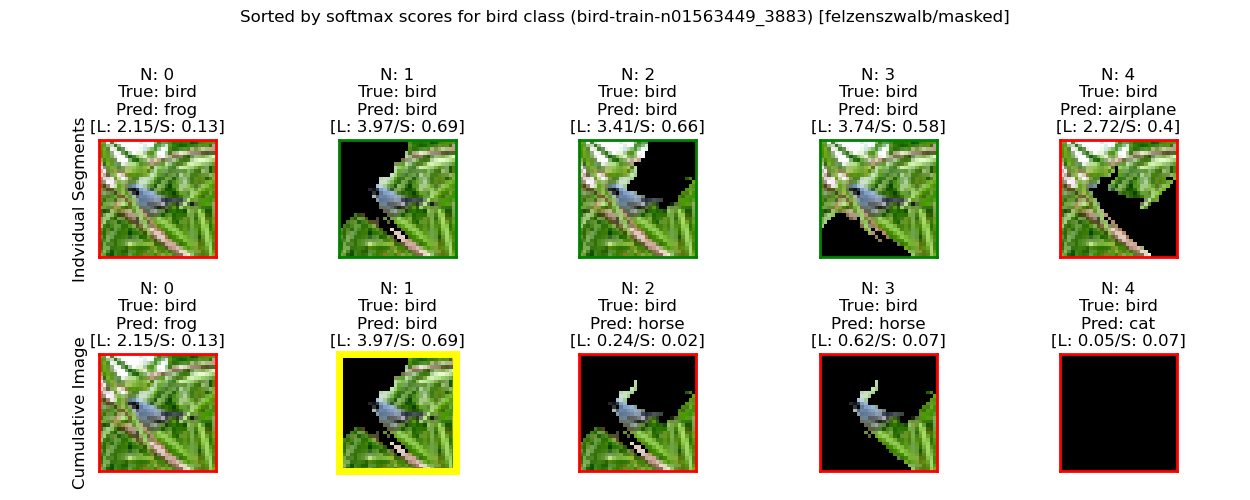 Sorted by softmax scores for bird class (bird-train-n01563449_3883) [felzenszwalb/masked]
Indvidual Segments
N: 0
True: bird
Pred: frog
[L: 2.15/S: 0.13]
N: 1
True: bird
Pred: bird
[L: 3.97/S: 0.69]
N: 2
True: bird
Pred: bird
[L: 3.41/S: 0.66]
N: 3
True: bird
Pred: bird
[L: 3.74/S: 0.58]
N: 4
True: bird
Pred: airplane
[L: 2.72/S: 0.4]
Cumulative Image
N: 0
True: bird
Pred: frog
[L: 2.15/S: 0.13]
N: 1
True: bird
Pred: bird
[L: 3.97/S: 0.69]
N: 2
True: bird
Pred: horse
[L: 0.24/S: 0.02]
N: 3
True: bird
Pred: horse
[L: 0.62/S: 0.07]
N: 4
True: bird
Pred: cat
[L: 0.05/S: 0.07]